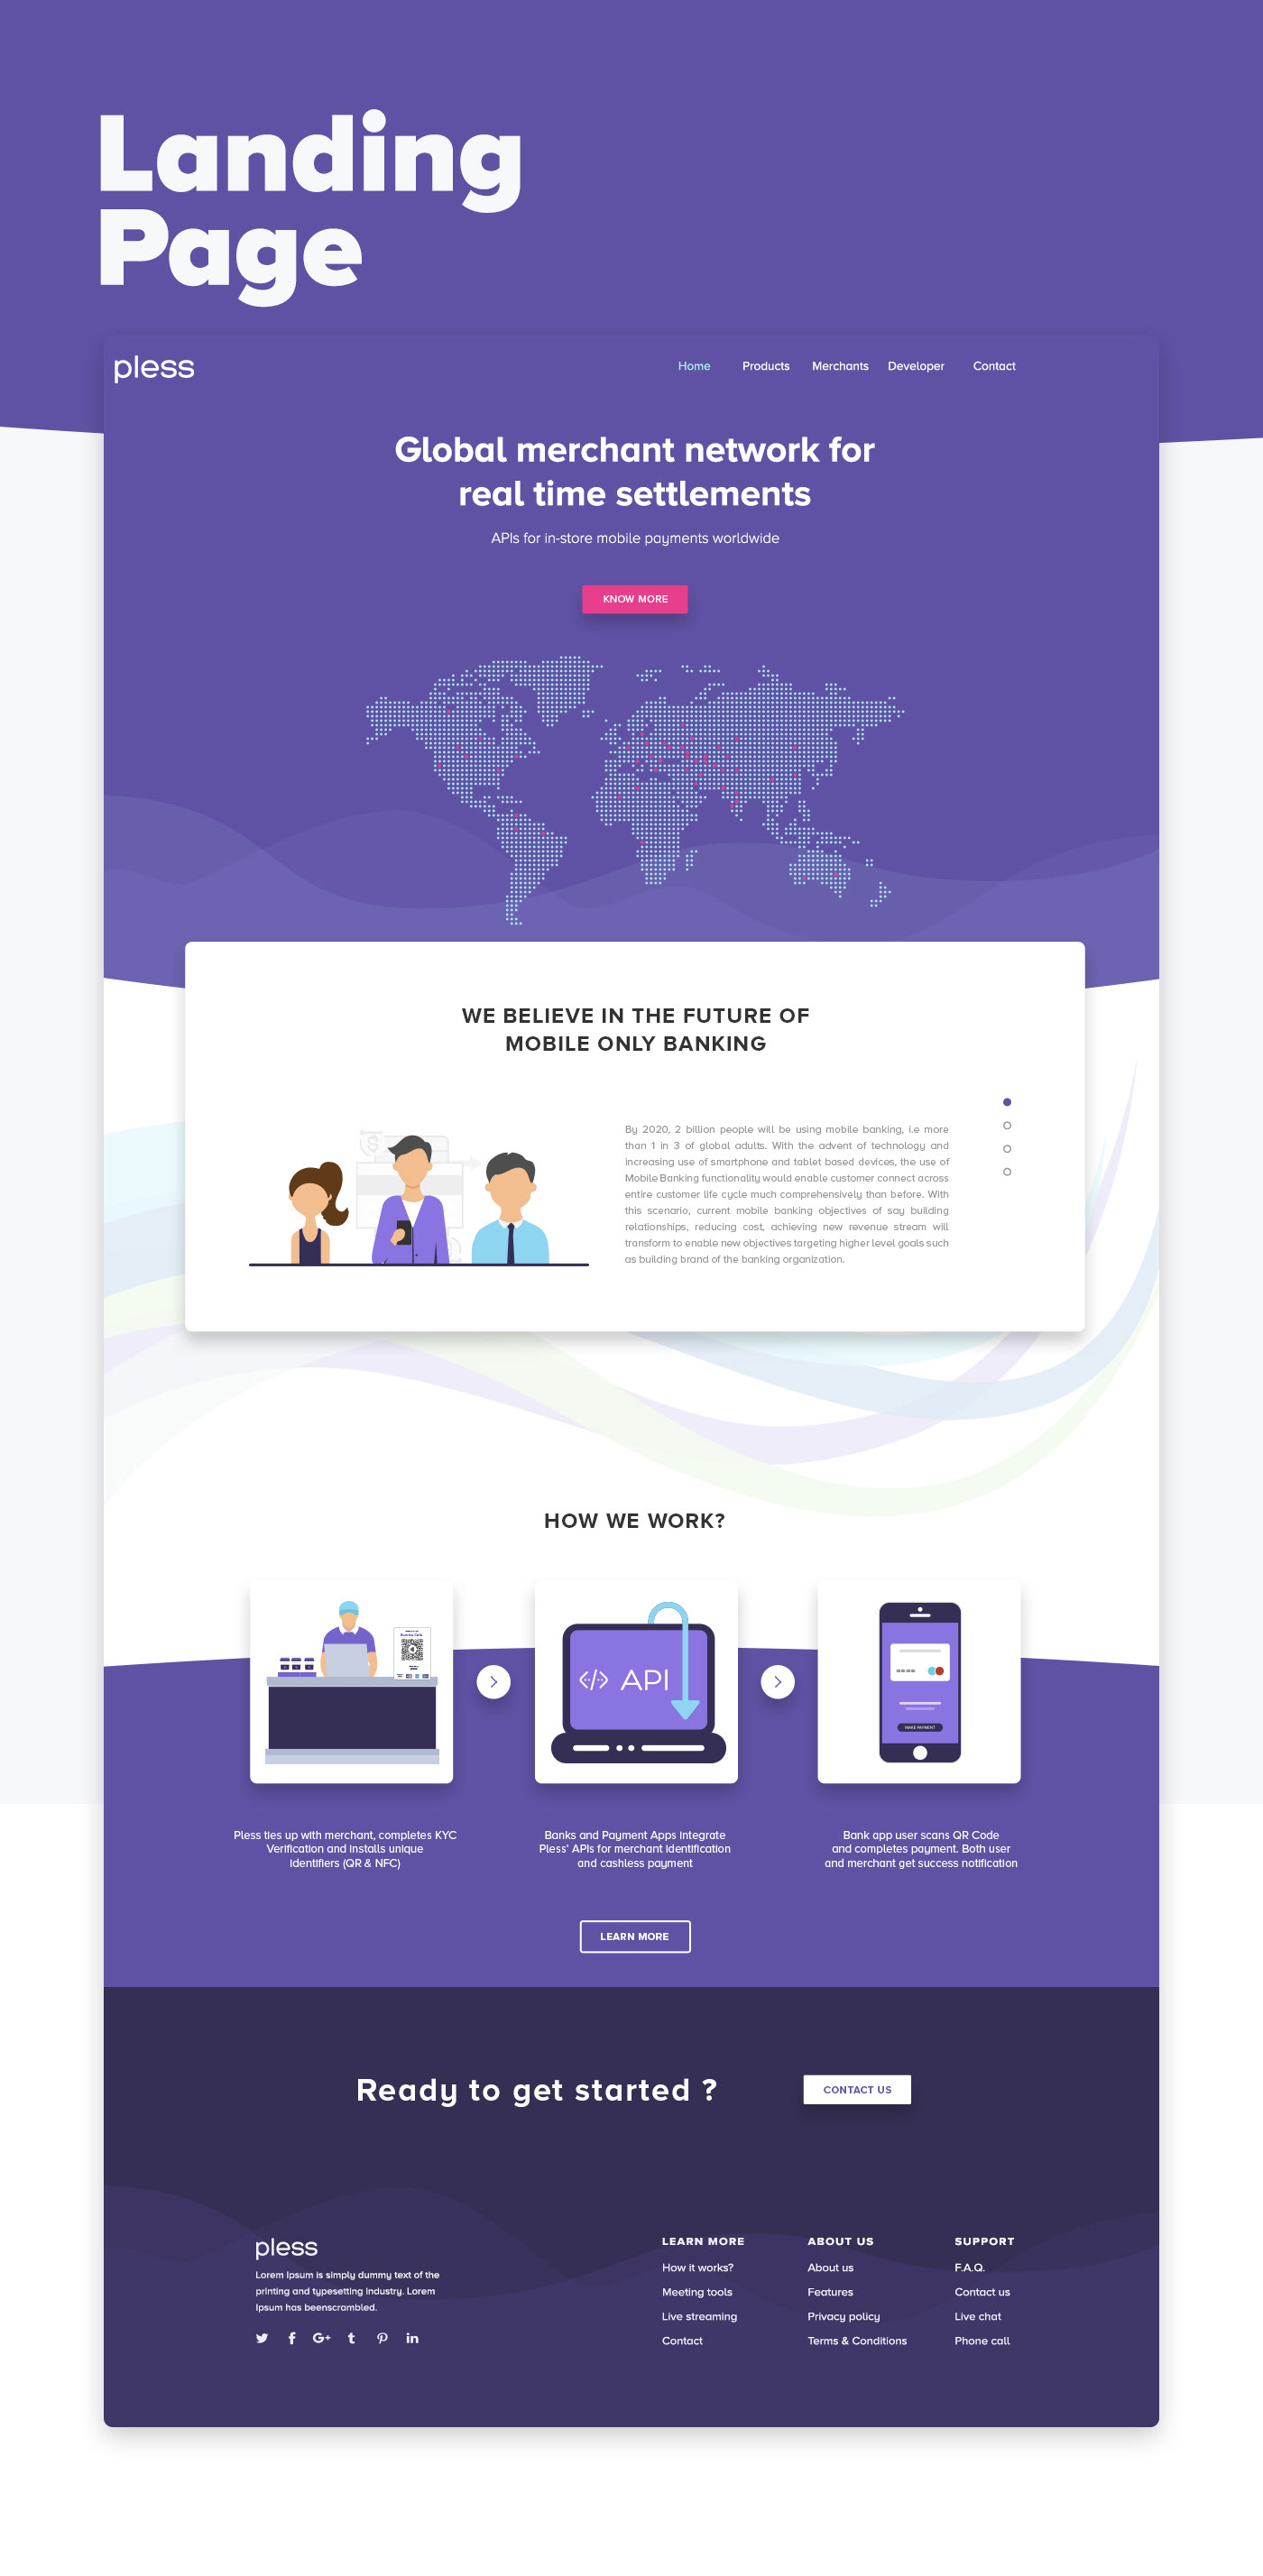 Landing
Page
pless
Home Products Merchants Developer Contact
Global merchant network for
real time settlements
APIs for in-store mobile payments worldwide
KNOW MORE
WE BELIEVE IN THE FUTURE OF
MOBILE ONLY BANKING
By 2020, 2 billion people will be using mobile banking, i.e more
than 1 in 3 of global adults. With the advent of technology and
increasing use of smartphone and tablet based devices, the use of
Mobile Banking functionality would enable customer connect across
entire customer life cycle much comprehensively than before. With
this scenario, current mobile banking objectives of say building
relationships, reducing cost, achieving new revenue stream will
transform to enable new objectives targeting higher level goals such
as building brand of the banking organization.
HOW WE WORK?
</> API
MAKE PAYMENT
Pless ties up with merchant, completes KYC
Verification and installs unique
identifiers (QR & NFC)
Banks and Payment Apps integrate
Pless' APIs for merchant identification
and cashless payment
Bank app user scans QR Code
and completes payment. Both user
and merchant get success notification
LEARN MORE
Ready to get started ?
CONTACT US
pless
Lorem Ipsum is simply dummy text of the
printing and typesetting industry. Lorem
Ipsum has beenscrambled.
LEARN MORE
How it works?
Meeting tools
Live streaming
Contact
ABOUT US
About us
Features
Privacy policy
Terms & Conditions
SUPPORT
F.A.Q.
Contact us
Live chat
Phone call